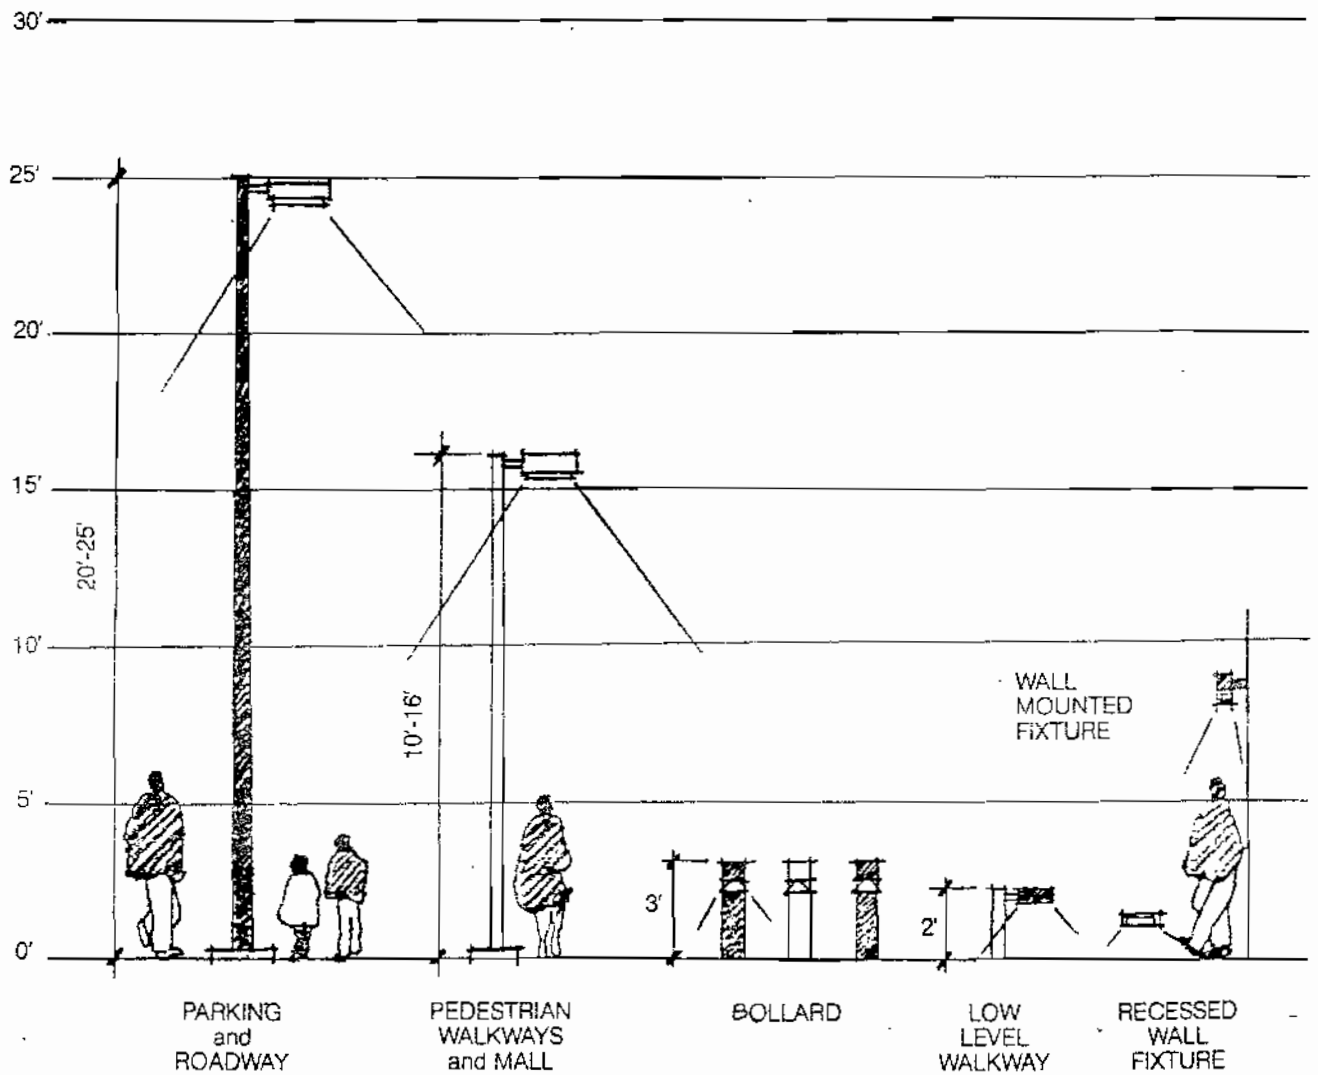 30'
25'
20'
15'
10'
5'
0'
20'-25'
10'-16'
WALL
MOUNTED
FIXTURE
3'
2'
PARKING
and
ROADWAY
PEDESTRIAN
WALKWAYS
and MALL
BOLLARD
LOW
LEVEL
WALKWAY
RECESSED
WALL
FIXTURE